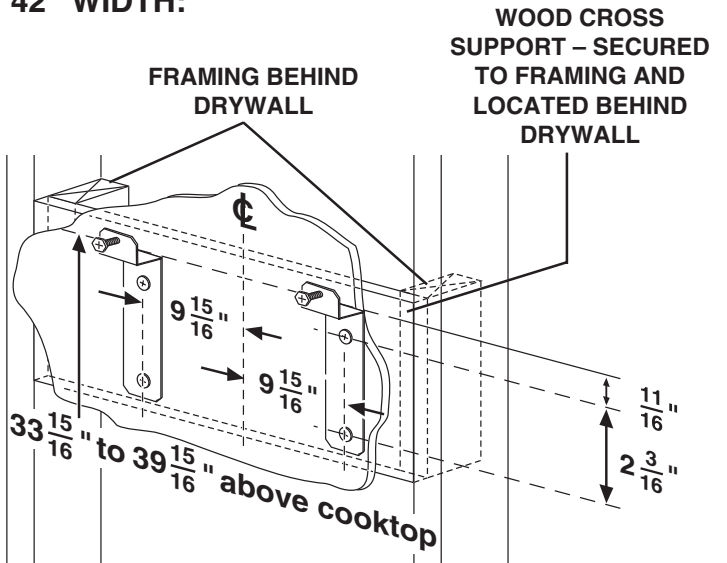 42" WIDTH:
WOOD CROSS
SUPPORT – SECURED
TO FRAMING AND
LOCATED BEHIND
DRYWALL
FRAMING BEHIND
DRYWALL
℄
9 15/16"
9 15/16"
11/16"
2 3/16"
33 15/16" to 39 15/16" above cooktop